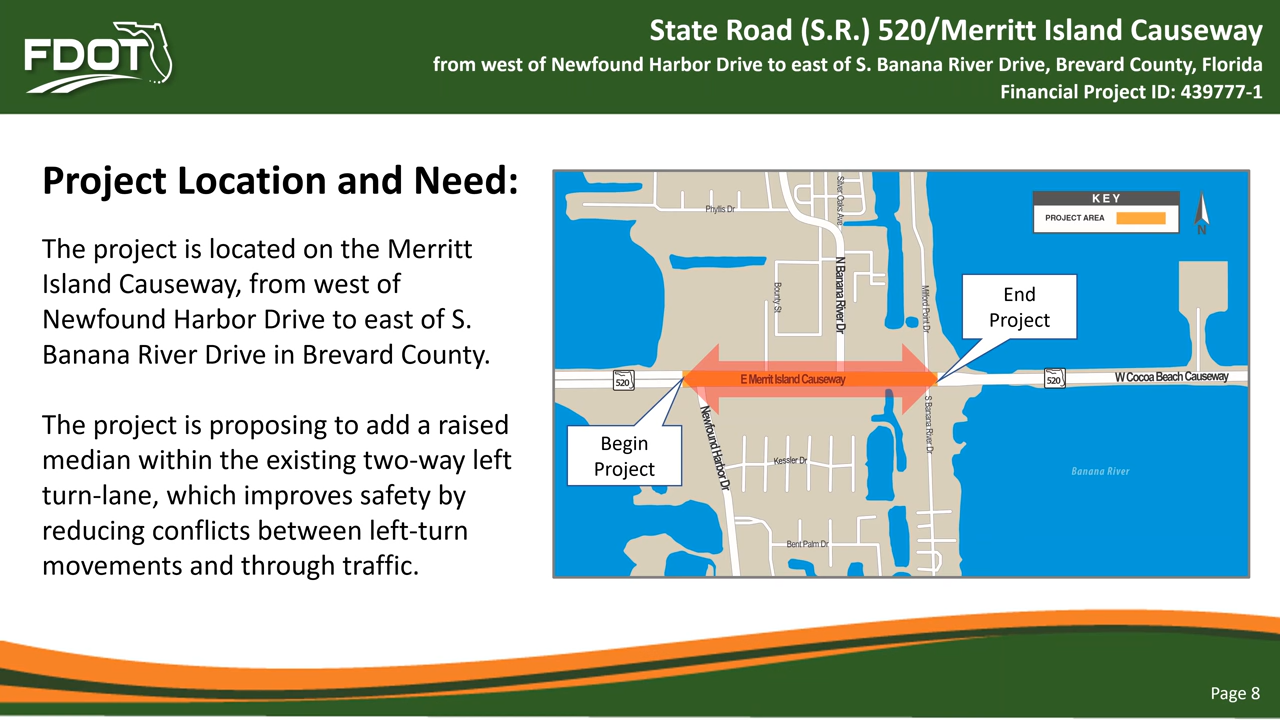 FDOT
State Road (S.R.) 520/Merritt Island Causeway
from west of Newfound Harbor Drive to east of S. Banana River Drive, Brevard County, Florida
Financial Project ID: 439777-1
Project Location and Need:
The project is located on the Merritt
Island Causeway, from west of
Newfound Harbor Drive to east of S.
Banana River Drive in Brevard County.
The project is proposing to add a raised
median within the existing two-way left
turn-lane, which improves safety by
reducing conflicts between left-turn
movements and through traffic.
Phyllis Dr
Silver Oaks Ave
KEY
PROJECT AREA
N
N Banana River Dr
Bounty St
Milford Point Dr
End
Project
520
E Merrit Island Causeway
520
W Cocoa Beach Causeway
Begin
Project
Newfound Harbor Dr
S Banana River Dr
Kessler Dr
Banana River
Bent Palm Dr
Page 8